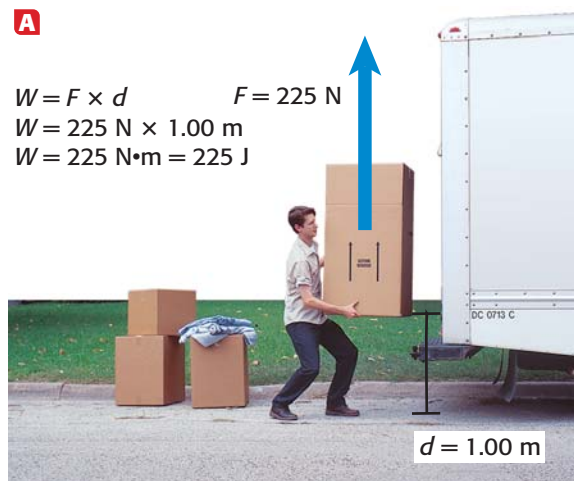 A
W = F × d
F = 225 N
W = 225 N × 1.00 m
W = 225 N•m = 225 J
DC 0713 C
d = 1.00 m